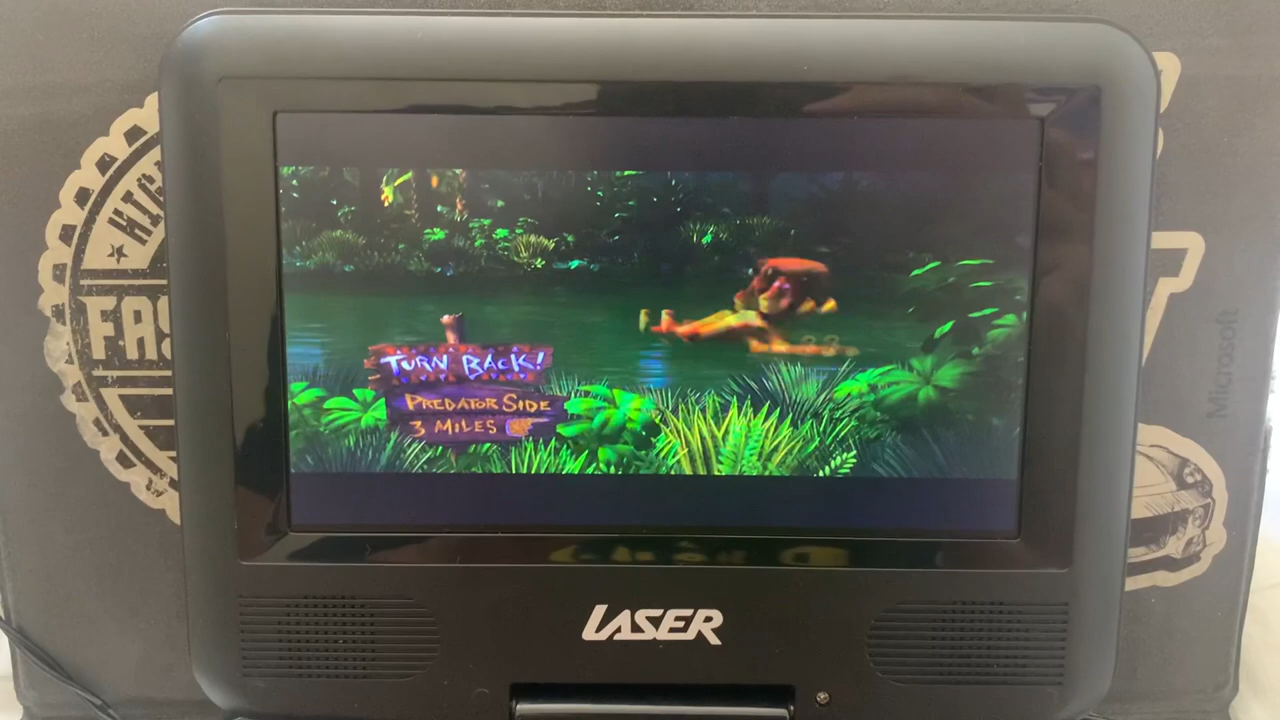 TURN BACK!
PREDATOR SIDE
3 MILES
LASER
Microsoft